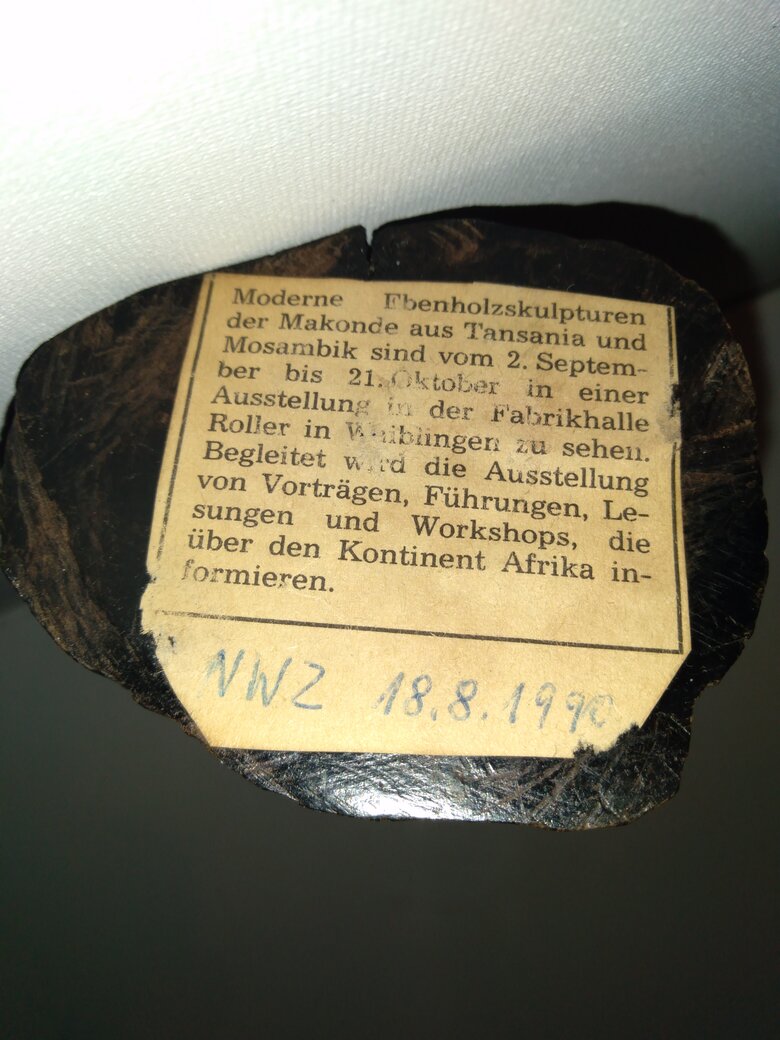 Moderne Ebenholzskulpturen
der Makonde aus Tansania und
Mosambik sind vom 2. Septem-
ber bis 21. Oktober in einer
Ausstellung in der Fabrikhalle
Roller in Waiblingen zu sehen.
Begleitet wird die Ausstellung
von Vorträgen, Führungen, Le-
sungen und Workshops, die
über den Kontinent Afrika in-
formieren.
NWZ 18.8.1990